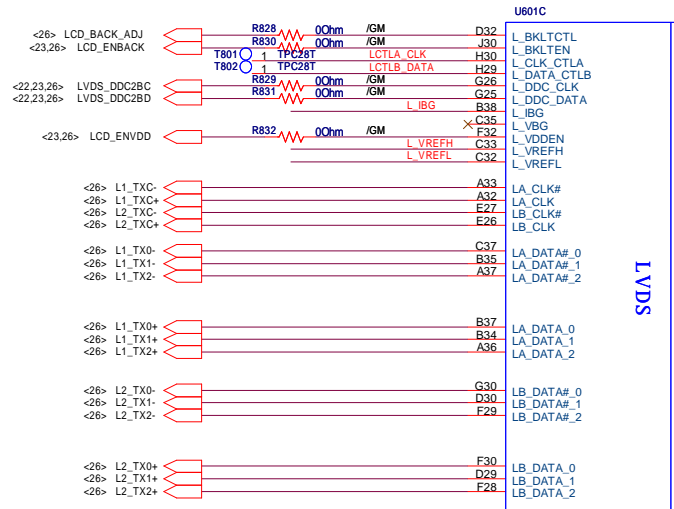 U601C
<26> LCD_BACK_ADJ R828 0Ohm /GM D32 L_BKLTCTL
<23,26> LCD_ENBACK R830 0Ohm /GM J30 L_BKLTEN
T801 1 TPC28T LCTLA_CLK H30 L_CLK_CTLA
T802 1 TPC28T LCTLB_DATA H29 L_DATA_CTLB
<22,23,26> LVDS_DDC2BC R829 0Ohm /GM G26 L_DDC_CLK
<22,23,26> LVDS_DDC2BD R831 0Ohm /GM G25 L_DDC_DATA
L_IBG B38 L_IBG
C35 L_VBG
<23,26> LCD_ENVDD R832 0Ohm /GM F32 L_VDDEN
L_VREFH C33 L_VREFH
L_VREFL C32 L_VREFL
<26> L1_TXC- A33 LA_CLK#
<26> L1_TXC+ A32 LA_CLK
<26> L2_TXC- E27 LB_CLK#
<26> L2_TXC+ E26 LB_CLK
<26> L1_TX0- C37 LA_DATA#_0
<26> L1_TX1- B35 LA_DATA#_1
<26> L1_TX2- A37 LA_DATA#_2
LVDS
<26> L1_TX0+ B37 LA_DATA_0
<26> L1_TX1+ B34 LA_DATA_1
<26> L1_TX2+ A36 LA_DATA_2
<26> L2_TX0- G30 LB_DATA#_0
<26> L2_TX1- D30 LB_DATA#_1
<26> L2_TX2- F29 LB_DATA#_2
<26> L2_TX0+ F30 LB_DATA_0
<26> L2_TX1+ D29 LB_DATA_1
<26> L2_TX2+ F28 LB_DATA_2